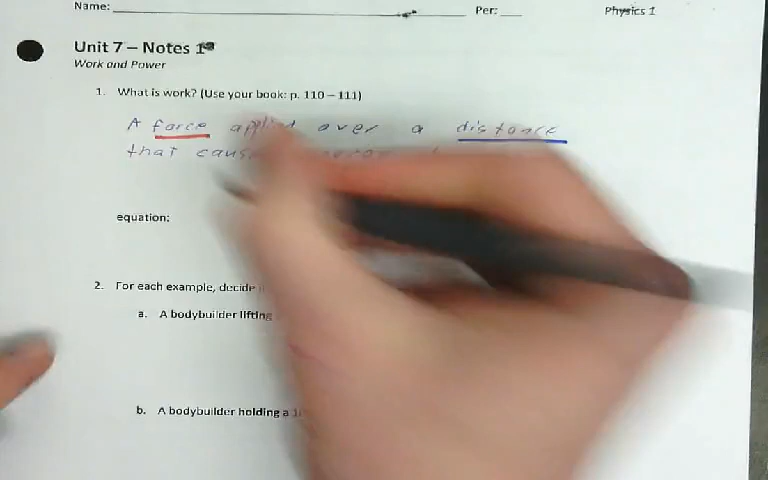 Name: Per: Physics 1
Unit 7 – Notes 1
Work and Power
1. What is work? (Use your book: p. 110 – 111)
A force applied over a distance
that
equation:
2. For each example, decide
a. A bodybuilder lifting
b. A bodybuilder holding a